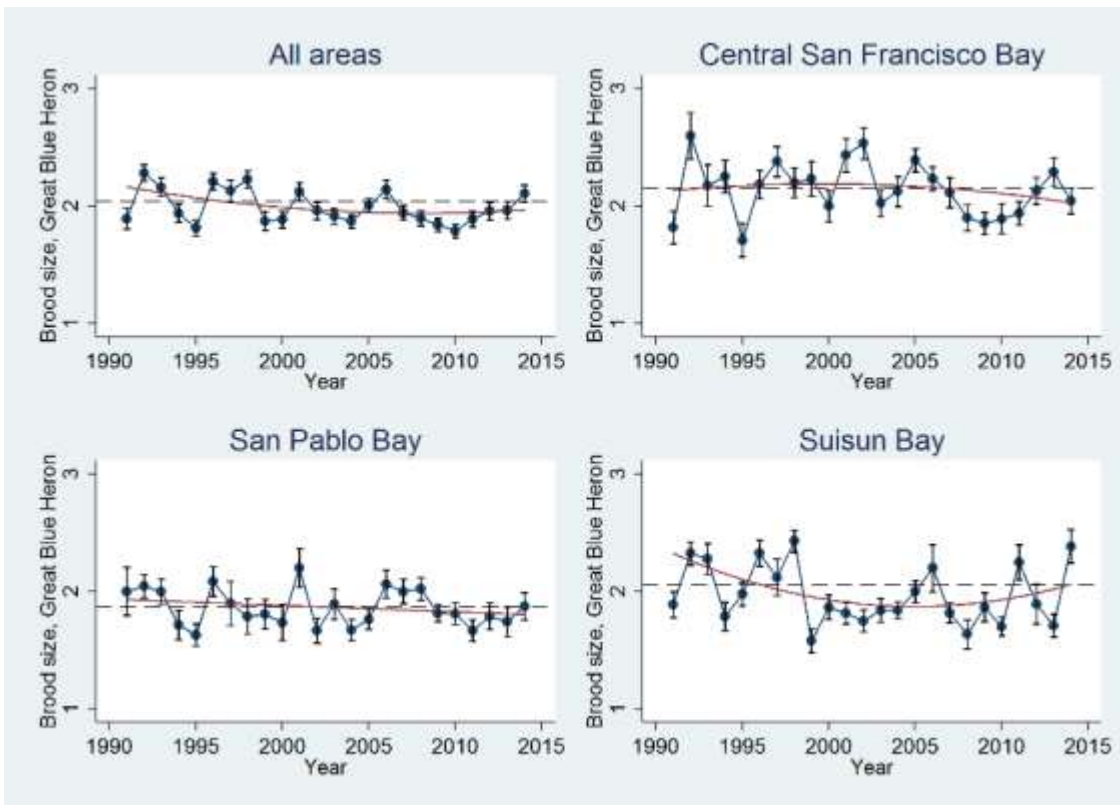 All areas
Brood size, Great Blue Heron
3
2
1
1990 1995 2000 2005 2010 2015
Year
Central San Francisco Bay
Brood size, Great Blue Heron
3
2
1
1990 1995 2000 2005 2010 2015
Year
San Pablo Bay
Brood size, Great Blue Heron
3
2
1
1990 1995 2000 2005 2010 2015
Year
Suisun Bay
Brood size, Great Blue Heron
3
2
1
1990 1995 2000 2005 2010 2015
Year